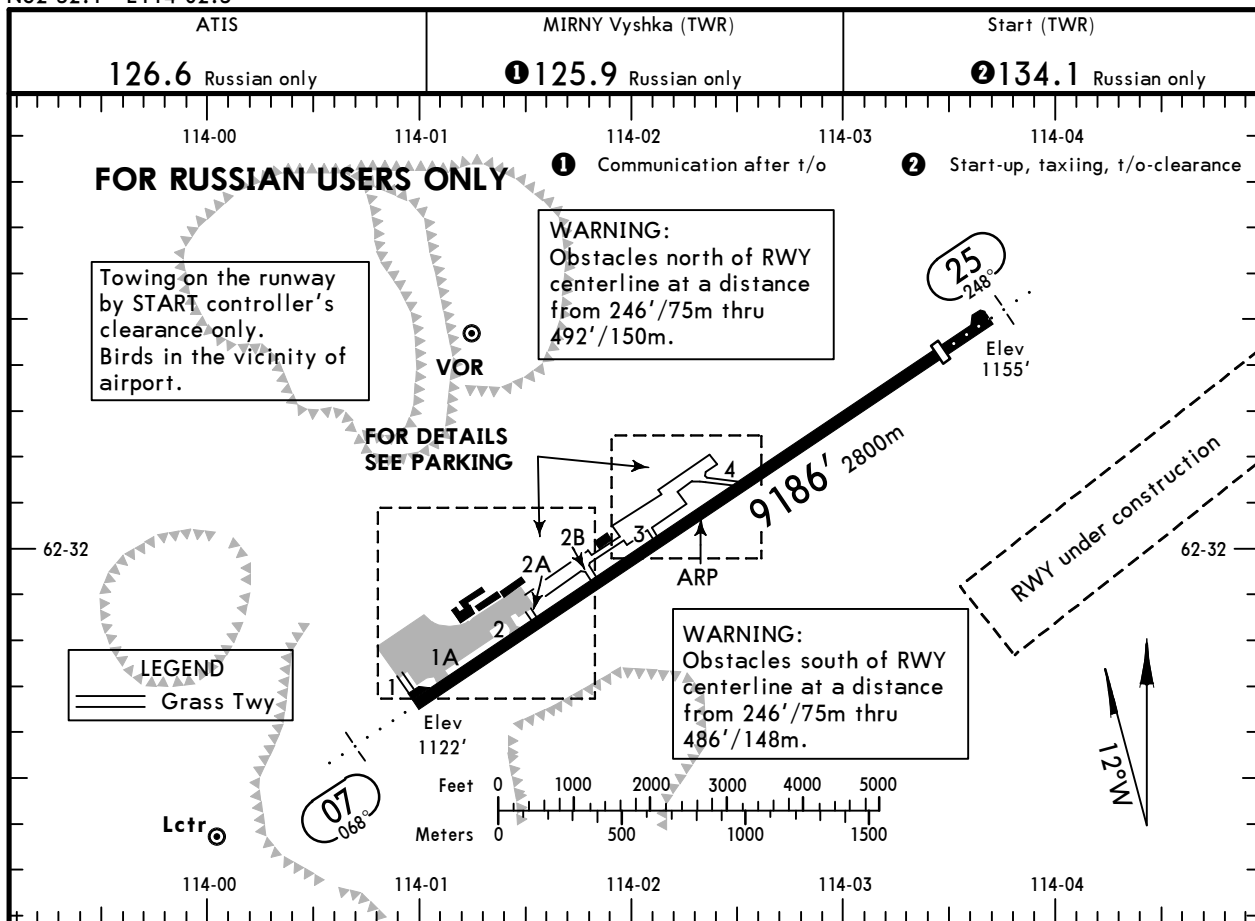 ATIS
MIRNY Vyshka (TWR)
Start (TWR)
126.6 Russian only
❶125.9 Russian only
❷134.1 Russian only
114-00
114-01
114-02
114-03
114-04
FOR RUSSIAN USERS ONLY
❶ Communication after t/o
❷ Start-up, taxiing, t/o-clearance
WARNING:
Obstacles north of RWY
centerline at a distance
from 246'/75m thru
492'/150m.
25
248°
Towing on the runway
by START controller's
clearance only.
Birds in the vicinity of
airport.
VOR
Elev
1155'
FOR DETAILS
SEE PARKING
4
9186' 2800m
RWY under construction
62-32
2B
3
62-32
2A
ARP
2
1A
1
LEGEND
Grass Twy
WARNING:
Obstacles south of RWY
centerline at a distance
from 246'/75m thru
486'/148m.
Elev
1122'
12°W
07
068°
Feet 0 1000 2000 3000 4000 5000
Meters 0 500 1000 1500
Lctr
114-00
114-01
114-02
114-03
114-04